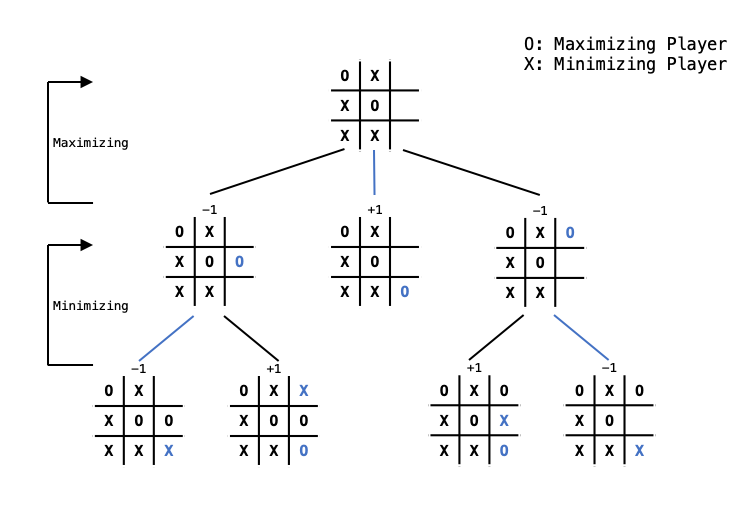 O: Maximizing Player
X: Minimizing Player
O X
X O
X X
Maximizing
−1
+1
−1
O X
X O O
X X
O X
X O
X X O
O X O
X O
X X
Minimizing
−1
+1
+1
−1
O X
X O O
X X X
O X X
X O O
X X O
O X O
X O X
X X O
O X O
X O
X X X